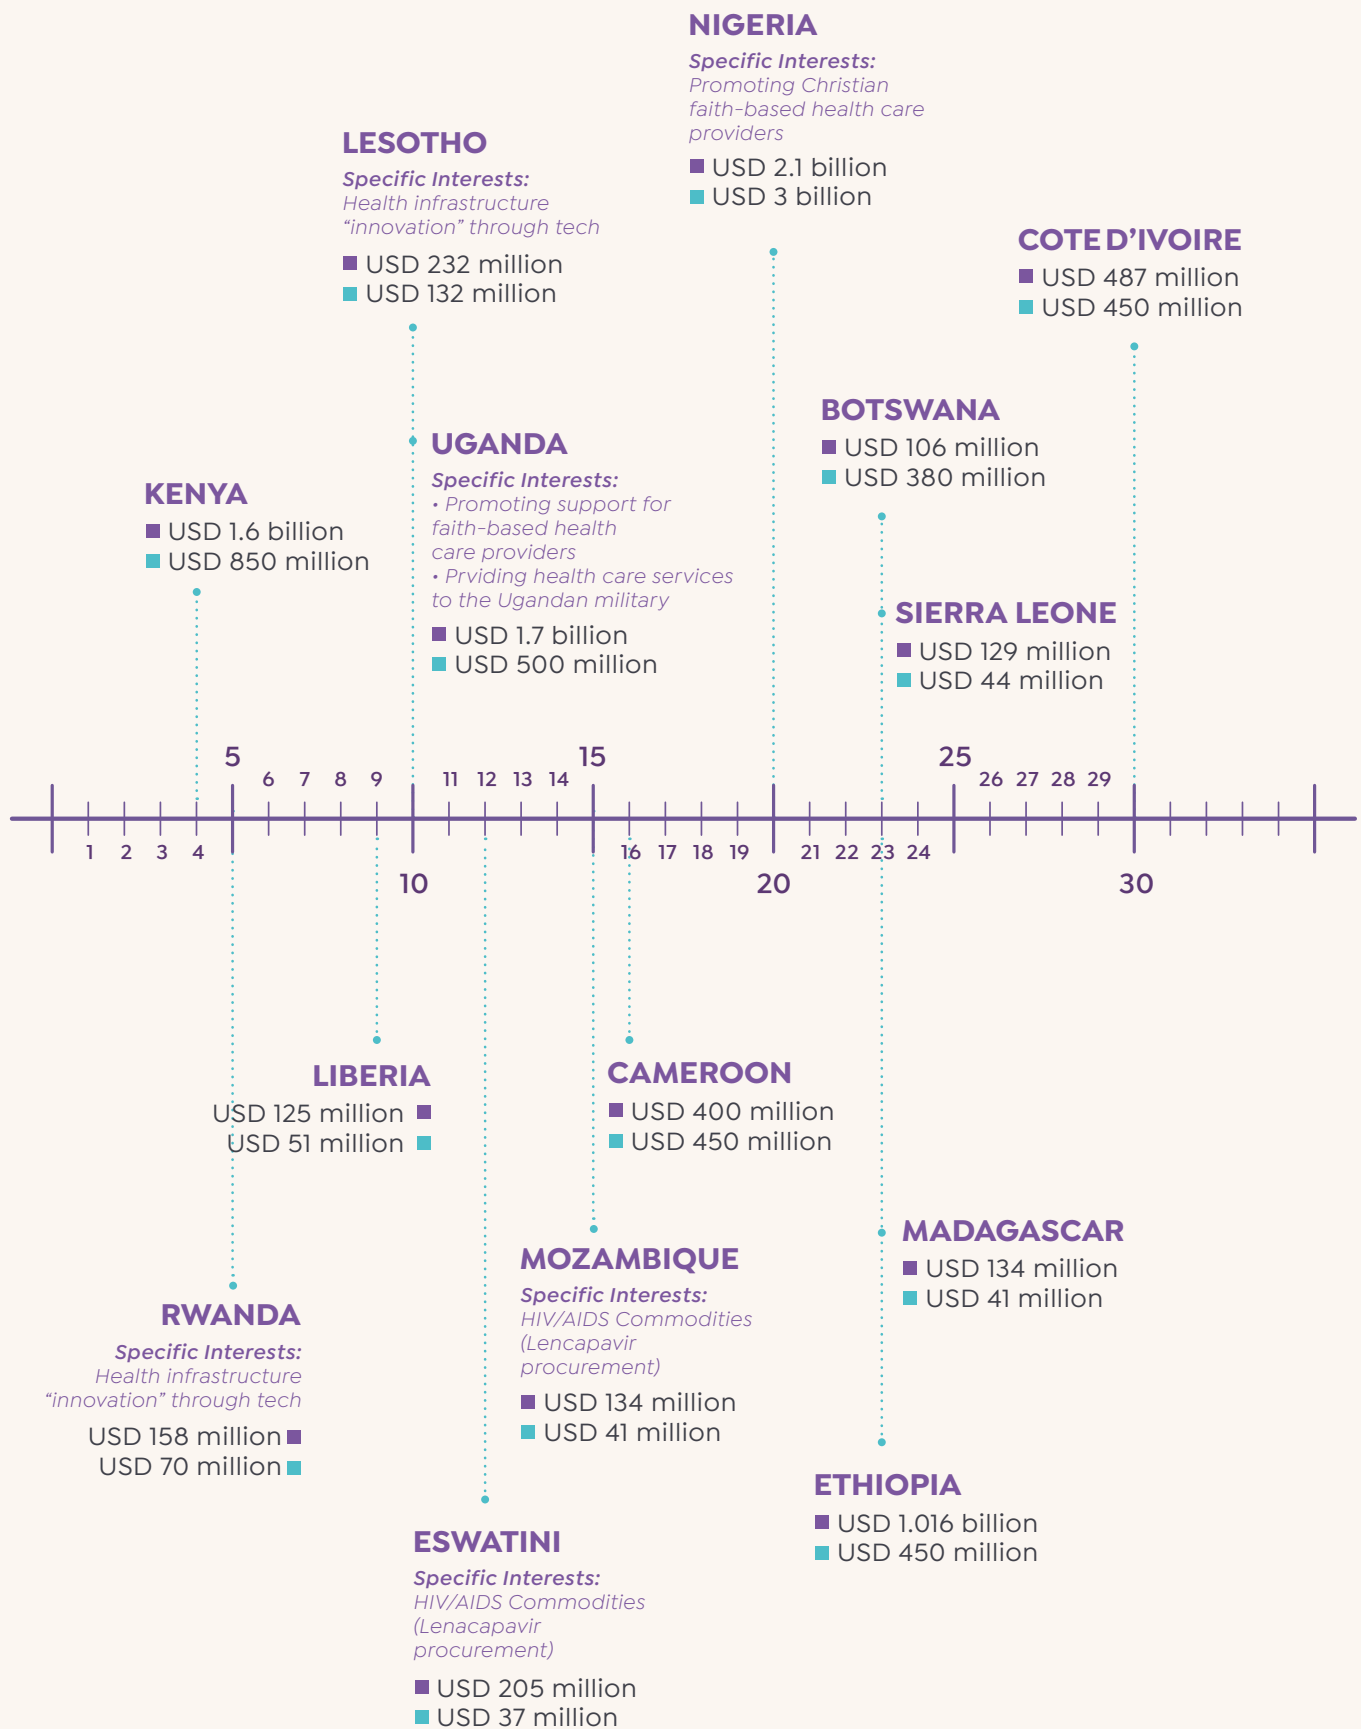 NIGERIA
Specific Interests:
Promoting Christian
faith-based health care
providers
USD 2.1 billion
USD 3 billion
LESOTHO
Specific Interests:
Health infrastructure
“innovation” through tech
USD 232 million
USD 132 million
COTE D’IVOIRE
USD 487 million
USD 450 million
BOTSWANA
USD 106 million
USD 380 million
UGANDA
Specific Interests:
• Promoting support for
faith-based health
care providers
• Prviding health care services
to the Ugandan military
USD 1.7 billion
USD 500 million
KENYA
USD 1.6 billion
USD 850 million
SIERRA LEONE
USD 129 million
USD 44 million
5 15 25
6 7 8 9 11 12 13 14 26 27 28 29
1 2 3 4 16 17 18 19 21 22 23 24
10 20 30
LIBERIA
USD 125 million
USD 51 million
CAMEROON
USD 400 million
USD 450 million
MOZAMBIQUE
Specific Interests:
HIV/AIDS Commodities
(Lencapavir
procurement)
USD 134 million
USD 41 million
MADAGASCAR
USD 134 million
USD 41 million
RWANDA
Specific Interests:
Health infrastructure
“innovation” through tech
USD 158 million
USD 70 million
ETHIOPIA
USD 1.016 billion
USD 450 million
ESWATINI
Specific Interests:
HIV/AIDS Commodities
(Lenacapavir
procurement)
USD 205 million
USD 37 million